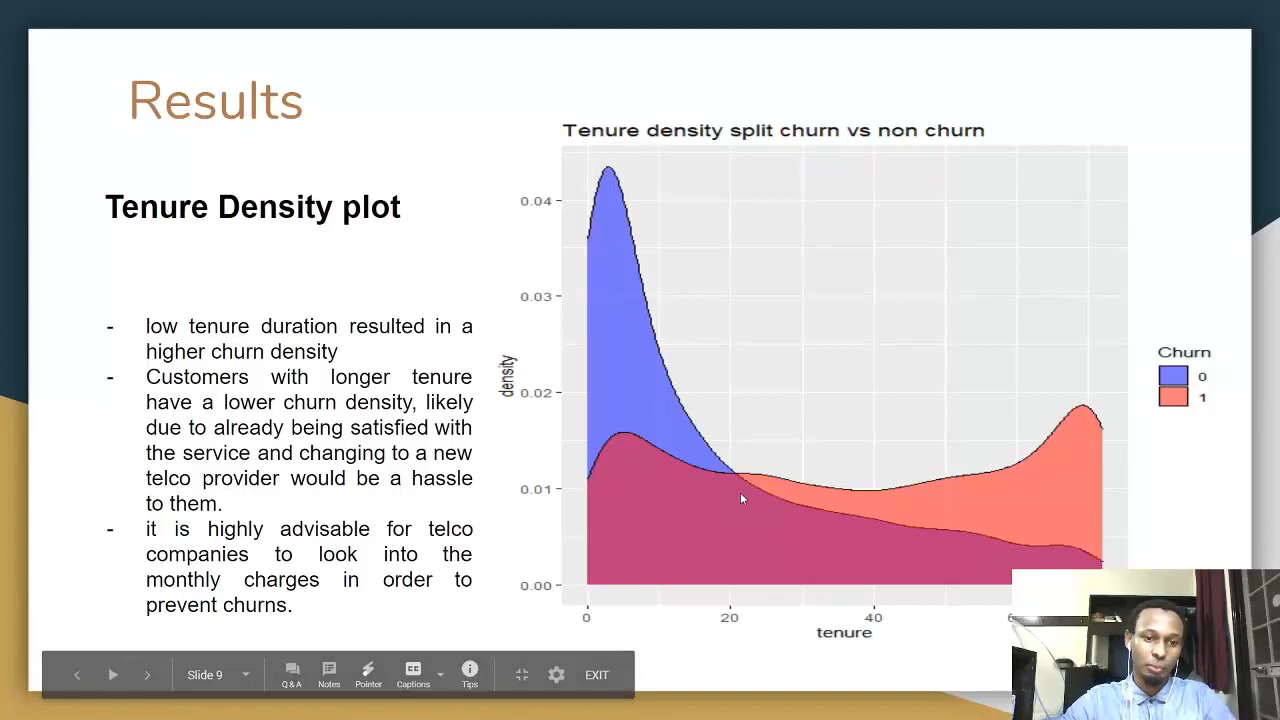 Results
Tenure Density plot
- low tenure duration resulted in a
higher churn density
- Customers with longer tenure
have a lower churn density, likely
due to already being satisfied with
the service and changing to a new
telco provider would be a hassle
to them.
- it is highly advisable for telco
companies to look into the
monthly charges in order to
prevent churns.
Tenure density split churn vs non churn
density
0.04
0.03
0.02
0.01
0.00
0 20 40
tenure
Churn
0
1
Slide 9
Q & A
Notes
Pointer
CC
Captions
Tips
EXIT